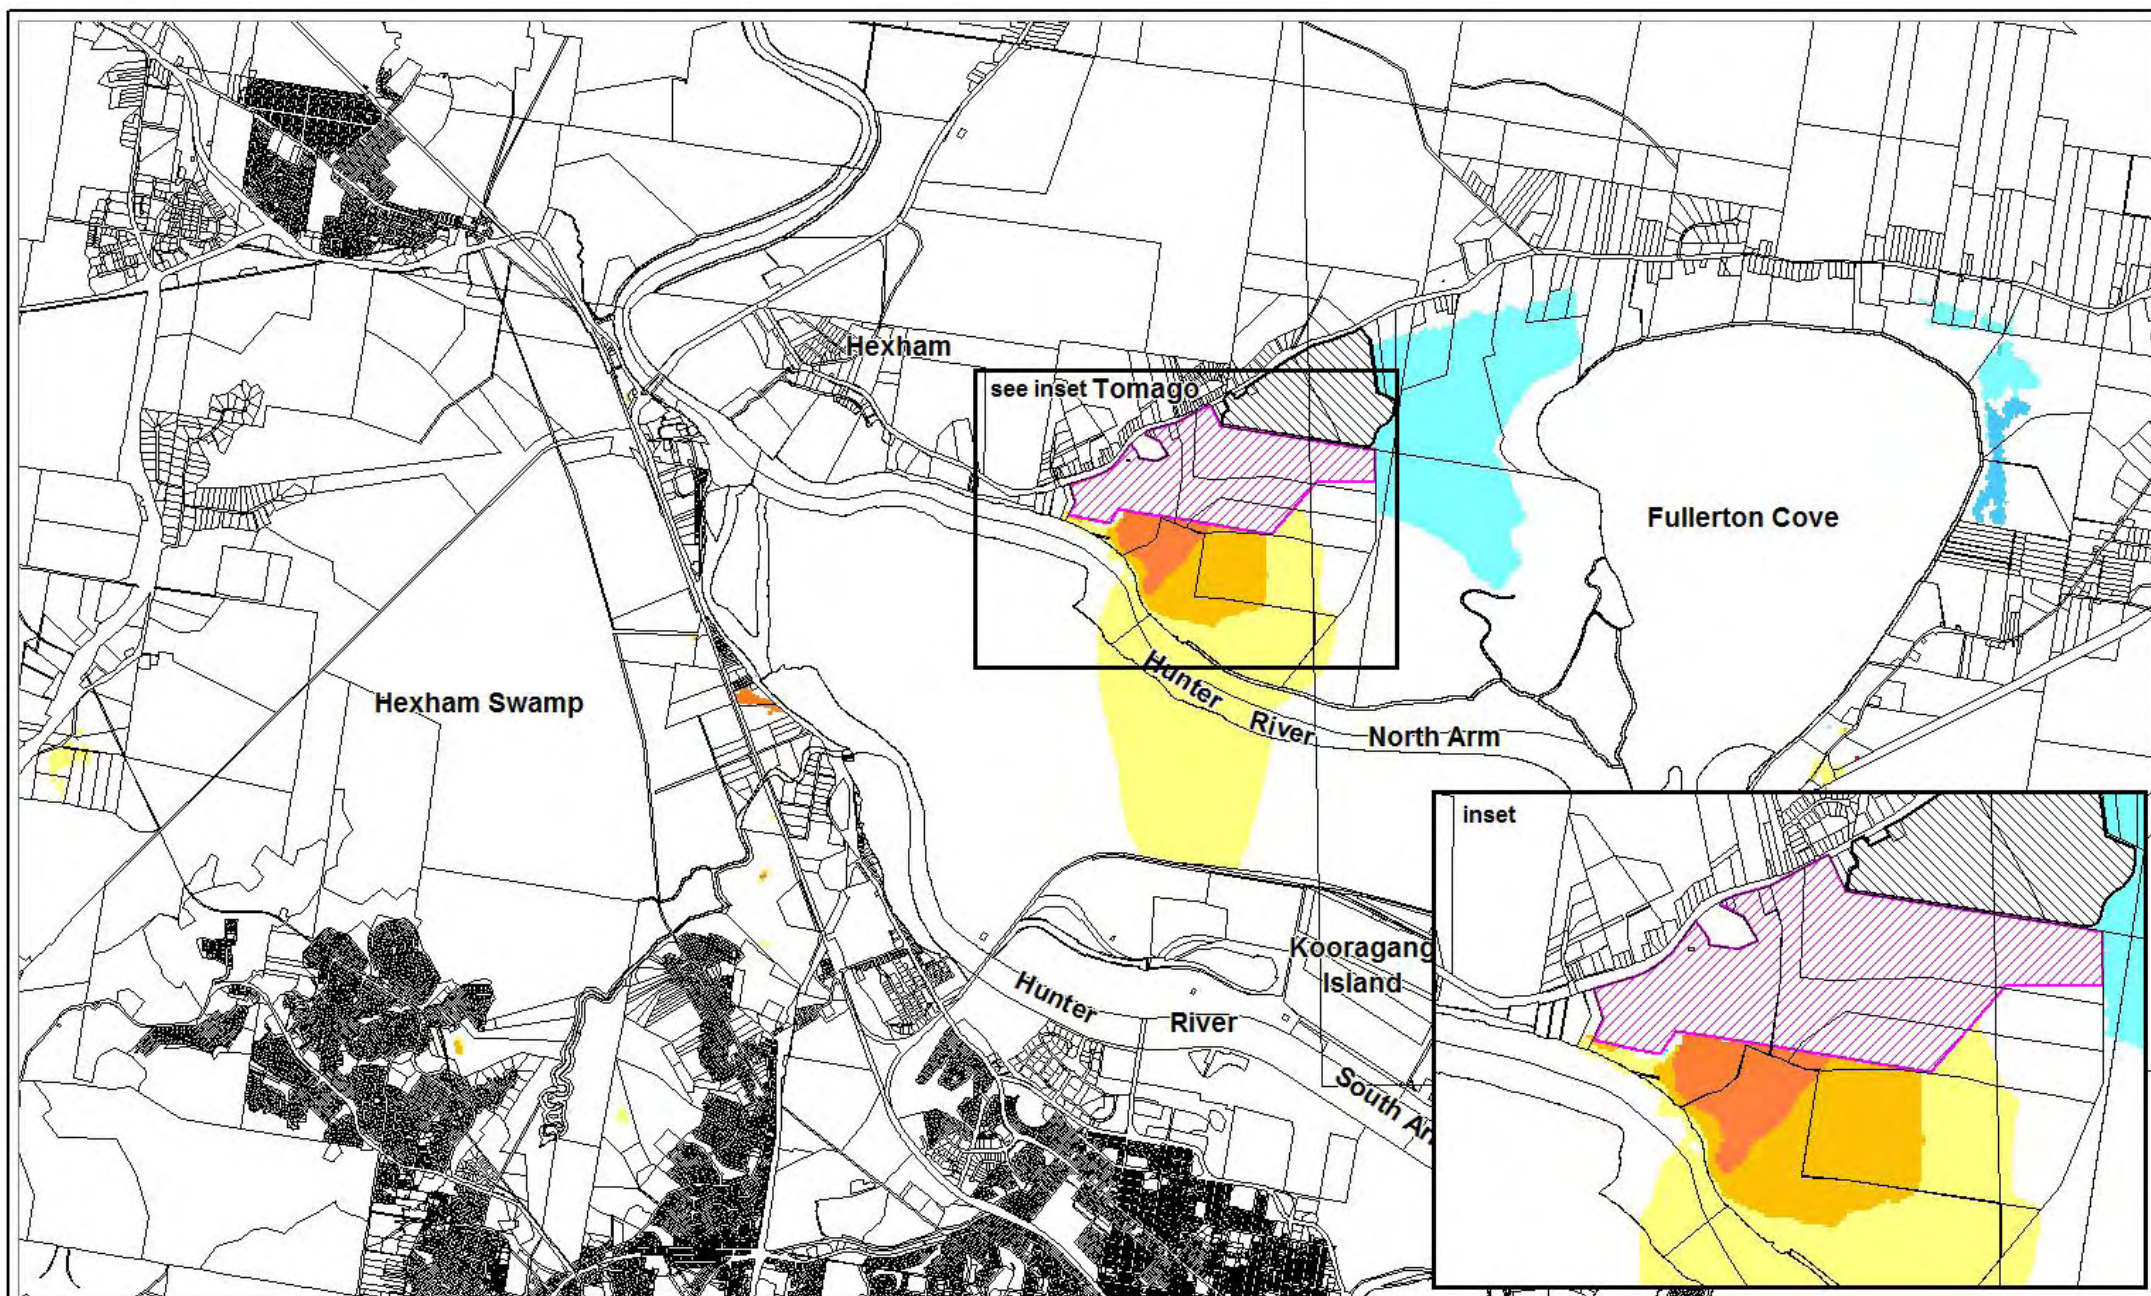 Hexham
see inset Tomago
Fullerton Cove
Hexham Swamp
Hunter River North Arm
inset
Kooragang
Island
Hunter River
South Ar